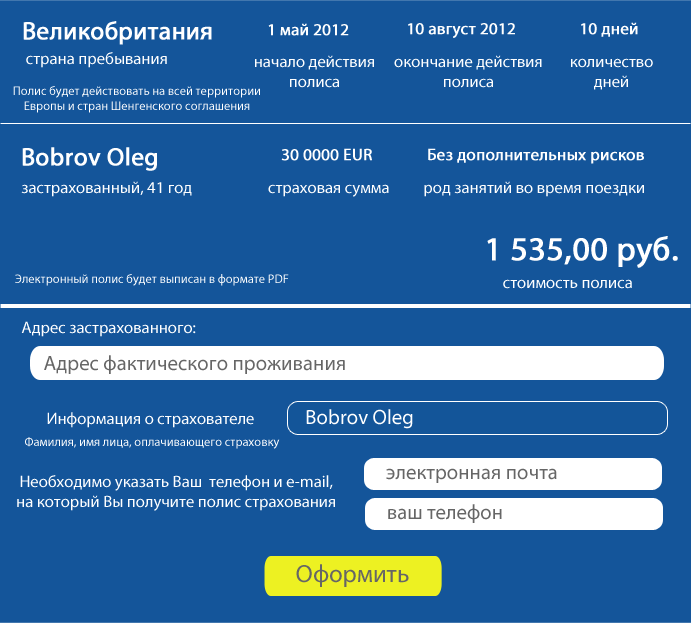 Великобритания
страна пребывания
Полис будет действовать на всей территории
Европы и стран Шенгенского соглашения
1 май 2012
начало действия
полиса
10 август 2012
окончание действия
полиса
10 дней
количество
дней
Bobrov Oleg
застрахованный, 41 год
30 0000 EUR
страховая сумма
Без дополнительных рисков
род занятий во время поездки
1 535,00 руб.
стоимость полиса
Электронный полис будет выписан в формате PDF
Адрес застрахованного:
Адрес фактического проживания
Информация о страхователе
Фамилия, имя лица, оплачивающего страховку
Bobrov Oleg
Необходимо указать Ваш телефон и e-mail,
на который Вы получите полис страхования
электронная почта
ваш телефон
Оформить